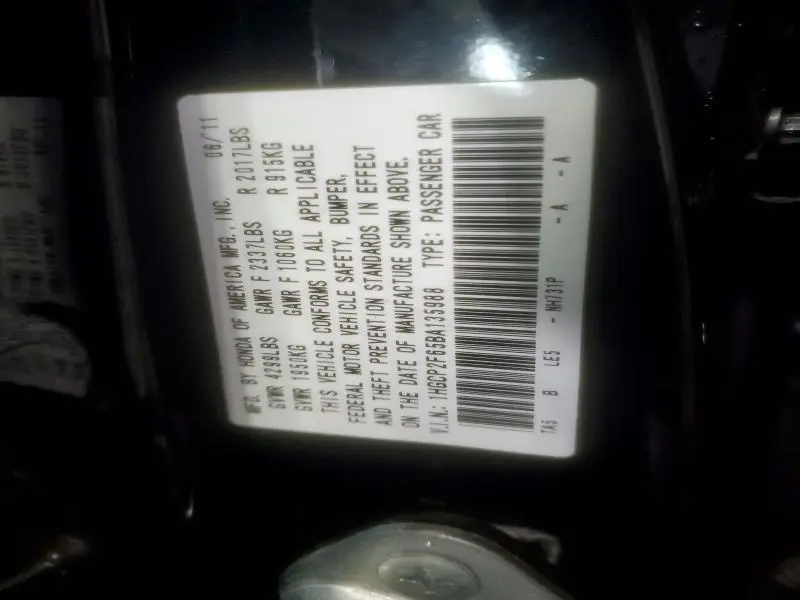 MFD. BY HONDA OF AMERICA MFG., INC. 08/11
GVWR 4299LBS GAWR F 2337LBS R 2017LBS
GVWR 1950KG GAWR F 1060KG R 915KG
THIS VEHICLE CONFORMS TO ALL APPLICABLE
FEDERAL MOTOR VEHICLE SAFETY, BUMPER,
AND THEFT PREVENTION STANDARDS IN EFFECT
ON THE DATE OF MANUFACTURE SHOWN ABOVE.
V.I.N.: 1HGCP2F65BA135988 TYPE: PASSENGER CAR
TA5 B LE5 - NH731P - A - A